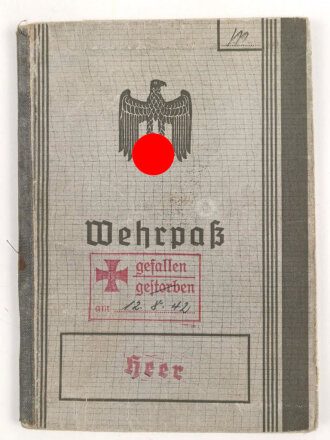 Wehrpaß
gefallen
gestorben
am 12.8.42
Heer